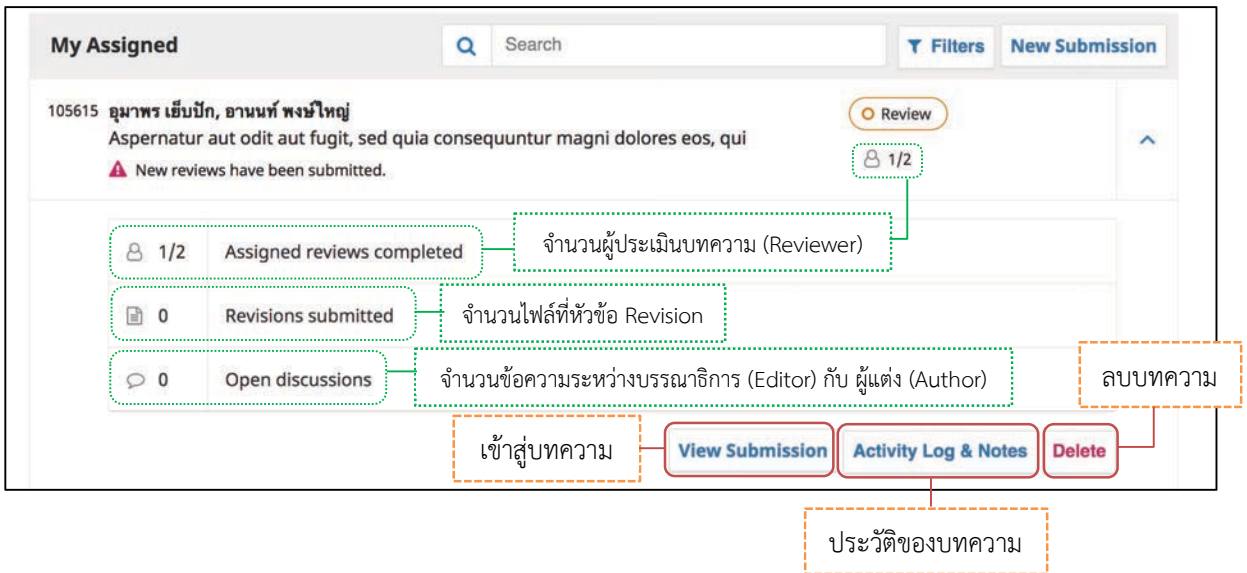 My Assigned
Search
Filters
New Submission
105615 อุมาพร เย็บปัก, อานนท์ พงษ์ใหญ่
Review
Aspernatur aut odit aut fugit, sed quia consequuntur magni dolores eos, qui
1/2
New reviews have been submitted.
1/2 Assigned reviews completed
จำนวนผู้ประเมินบทความ (Reviewer)
0 Revisions submitted
จำนวนไฟล์ที่หัวข้อ Revision
0 Open discussions
จำนวนข้อความระหว่างบรรณาธิการ (Editor) กับ ผู้แต่ง (Author)
ลบบทความ
เข้าสู่บทความ
View Submission
Activity Log & Notes
Delete
ประวัติของบทความ